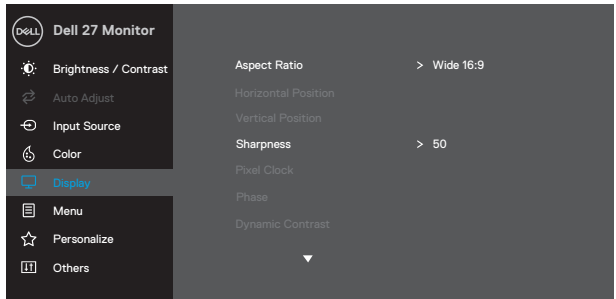 DELL
Dell 27 Monitor
Brightness / Contrast
Auto Adjust
Input Source
Color
Display
Menu
Personalize
Others
Aspect Ratio > Wide 16:9
Horizontal Position
Vertical Position
Sharpness > 50
Pixel Clock
Phase
Dynamic Contrast